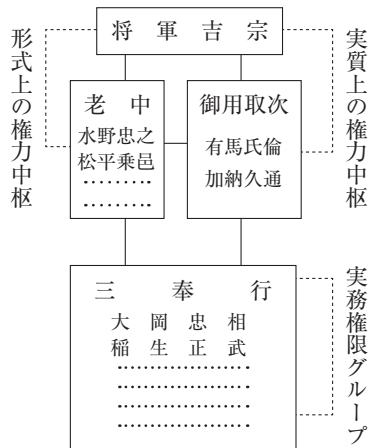 将軍吉宗
形式上の権力中枢
実質上の権力中枢
老中
水野忠之
松平乗邑
………
………
御用取次
有馬氏倫
加納久通
三奉行
大岡忠相
稲生正武
………………
………………
………………
………………
実務権限グループ